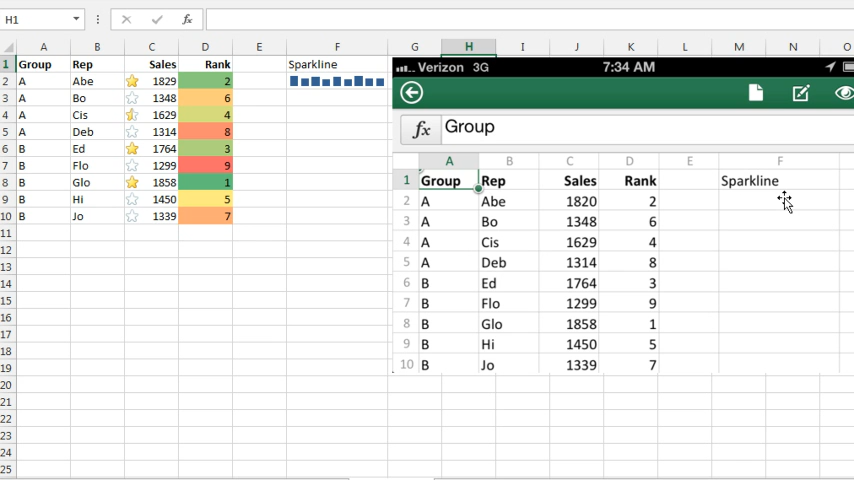 H1 fx
A B C D E F G H I J K L M N O
1 Group Rep Sales Rank Sparkline
2 A Abe 1829 2
3 A Bo 1348 6
4 A Cis 1629 4
5 A Deb 1314 8
6 B Ed 1764 3
7 B Flo 1299 9
8 B Glo 1858 1
9 B Hi 1450 5
10 B Jo 1339 7
11
12
13
14
15
16
17
18
19
20
21
22
23
24
25
Verizon 3G 7:34 AM
fx Group
A B C D E F
1 Group Rep Sales Rank Sparkline
2 A Abe 1820 2
3 A Bo 1348 6
4 A Cis 1629 4
5 A Deb 1314 8
6 B Ed 1764 3
7 B Flo 1299 9
8 B Glo 1858 1
9 B Hi 1450 5
10 B Jo 1339 7